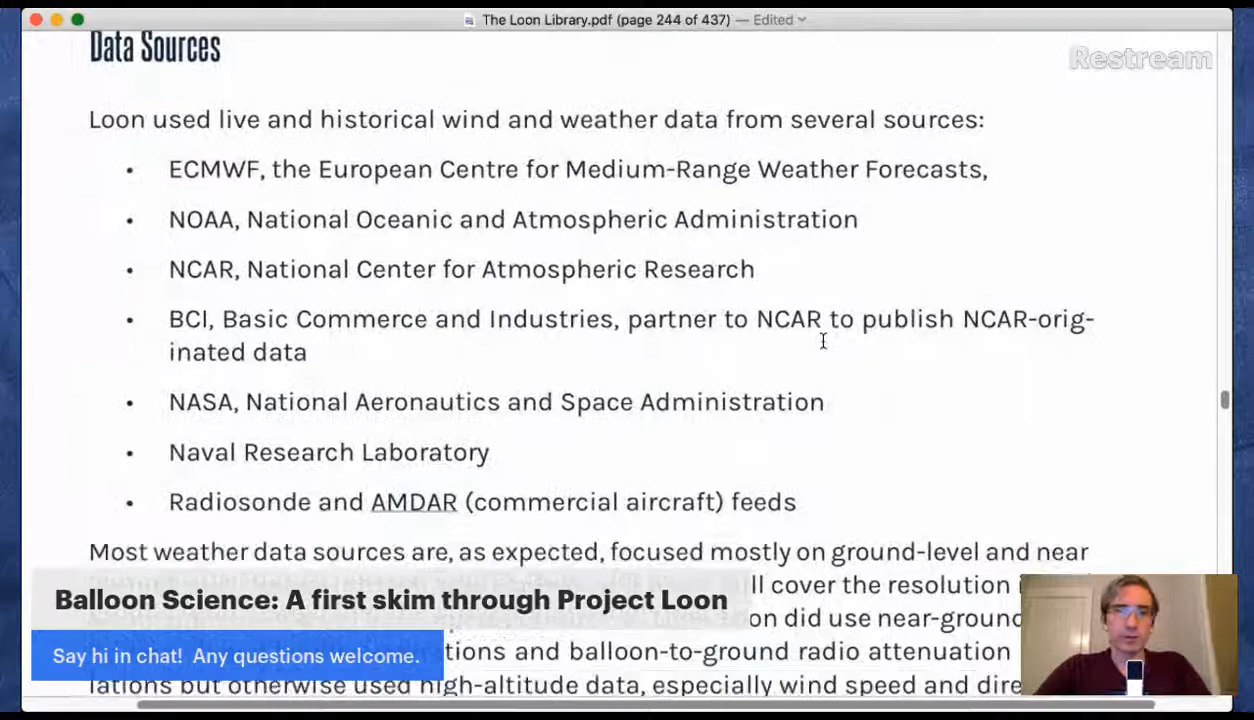 The Loon Library.pdf (page 244 of 437) — Edited
Data Sources
Restream
Loon used live and historical wind and weather data from several sources:
• ECMWF, the European Centre for Medium-Range Weather Forecasts,
• NOAA, National Oceanic and Atmospheric Administration
• NCAR, National Center for Atmospheric Research
• BCI, Basic Commerce and Industries, partner to NCAR to publish NCAR-orig-
inated data
• NASA, National Aeronautics and Space Administration
• Naval Research Laboratory
• Radiosonde and AMDAR (commercial aircraft) feeds
Most weather data sources are, as expected, focused mostly on ground-level and near
ll cover the resolution
Balloon Science: A first skim through Project Loon
on did use near-ground
Say hi in chat! Any questions welcome.
tions and balloon-to-ground radio attenuation
lations but otherwise used high-altitude data, especially wind speed and dire